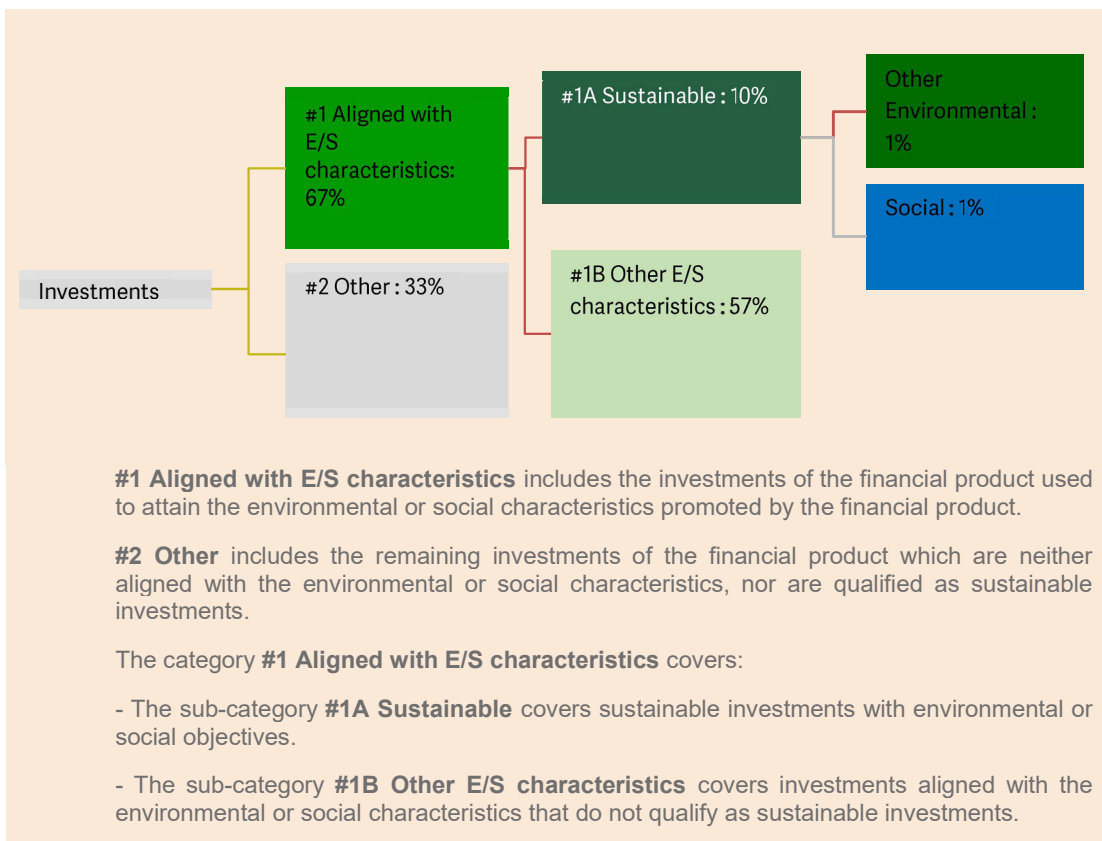 #1 Aligned with
E/S
characteristics:
67%
#1A Sustainable : 10%
Other
Environmental :
1%
Social : 1%
Investments
#2 Other : 33%
#1B Other E/S
characteristics : 57%
#1 Aligned with E/S characteristics includes the investments of the financial product used
to attain the environmental or social characteristics promoted by the financial product.
#2 Other includes the remaining investments of the financial product which are neither
aligned with the environmental or social characteristics, nor are qualified as sustainable
investments.
The category #1 Aligned with E/S characteristics covers:
- The sub-category #1A Sustainable covers sustainable investments with environmental or
social objectives.
- The sub-category #1B Other E/S characteristics covers investments aligned with the
environmental or social characteristics that do not qualify as sustainable investments.